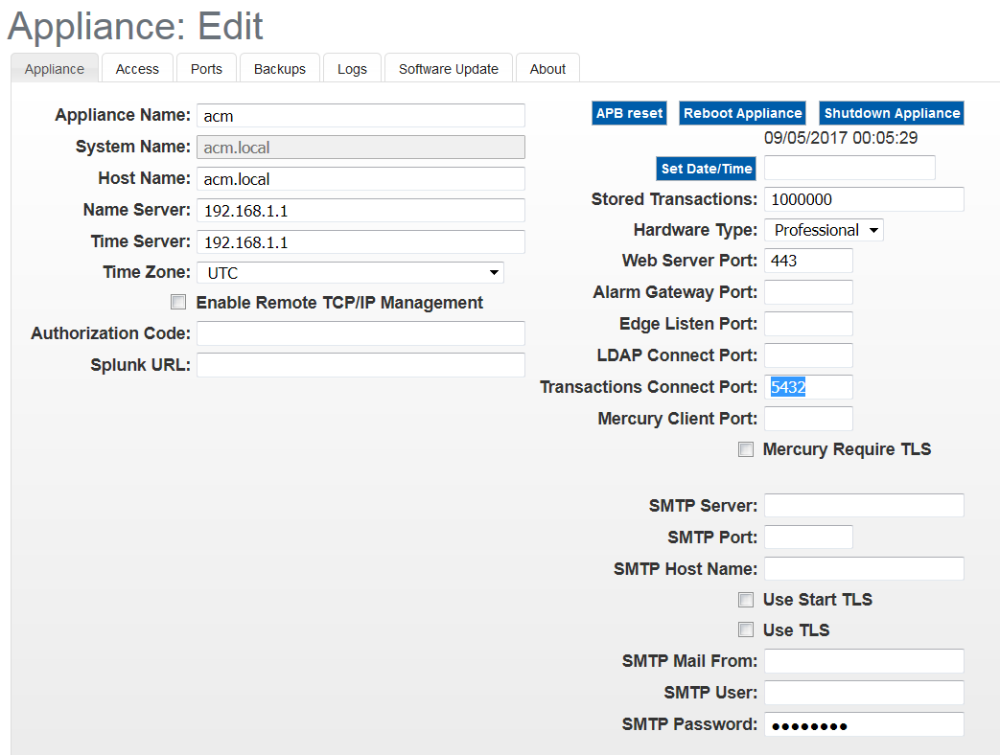 Appliance: Edit
Appliance Access Ports Backups Logs Software Update About
Appliance Name: acm
System Name: acm.local
Host Name: acm.local
Name Server: 192.168.1.1
Time Server: 192.168.1.1
Time Zone: UTC
Enable Remote TCP/IP Management
Authorization Code:
Splunk URL:
APB reset Reboot Appliance Shutdown Appliance
09/05/2017 00:05:29
Set Date/Time
Stored Transactions: 1000000
Hardware Type: Professional
Web Server Port: 443
Alarm Gateway Port:
Edge Listen Port:
LDAP Connect Port:
Transactions Connect Port: 5432
Mercury Client Port:
Mercury Require TLS
SMTP Server:
SMTP Port:
SMTP Host Name:
Use Start TLS
Use TLS
SMTP Mail From:
SMTP User:
SMTP Password: ●●●●●●●●